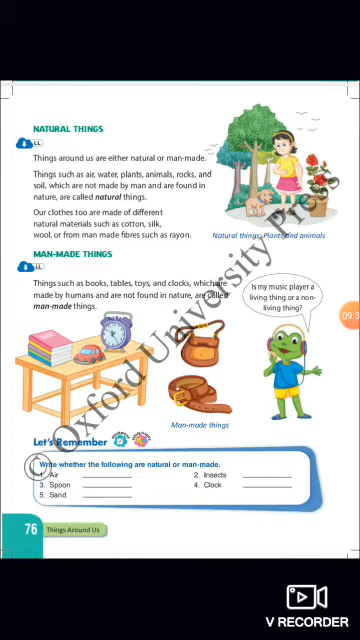 NATURAL THINGS
LL
Things around us are either natural or man-made.
Things such as air, water, plants, animals, rocks, and
soil, which are not made by man and are found in
nature, are called natural things.
Our clothes too are made of different
natural materials such as cotton, silk,
wool, or from man made fibres such as rayon.
Natural things: Plants and animals
MAN-MADE THINGS
LL
Things such as books, tables, toys, and clocks, which are
made by humans and are not found in nature, are called
man-made things.
Is my music player a
living thing or a non-
living thing?
09:3
Man-made things
© Oxford University Press
Let's Remember
Write whether the following are natural or man-made.
1. Air
2. Insects
3. Spoon
4. Clock
5. Sand
76
Things Around Us
V RECORDER